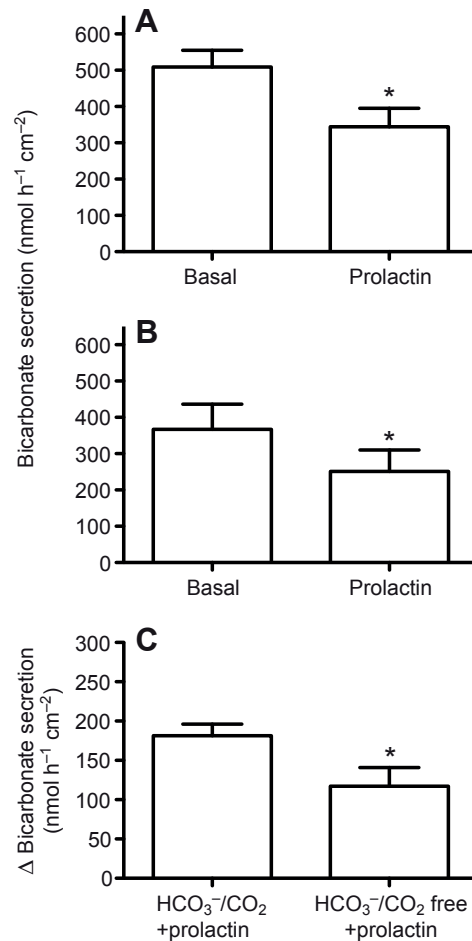 A
600
500
400
300
200
100
0
*
Basal
Prolactin
Bicarbonate secretion (nmol h⁻¹ cm⁻²)
B
600
500
400
300
200
100
0
*
Basal
Prolactin
C
300
250
200
150
100
50
0
*
Δ Bicarbonate secretion
(nmol h⁻¹ cm⁻²)
HCO₃⁻/CO₂
+prolactin
HCO₃⁻/CO₂ free
+prolactin